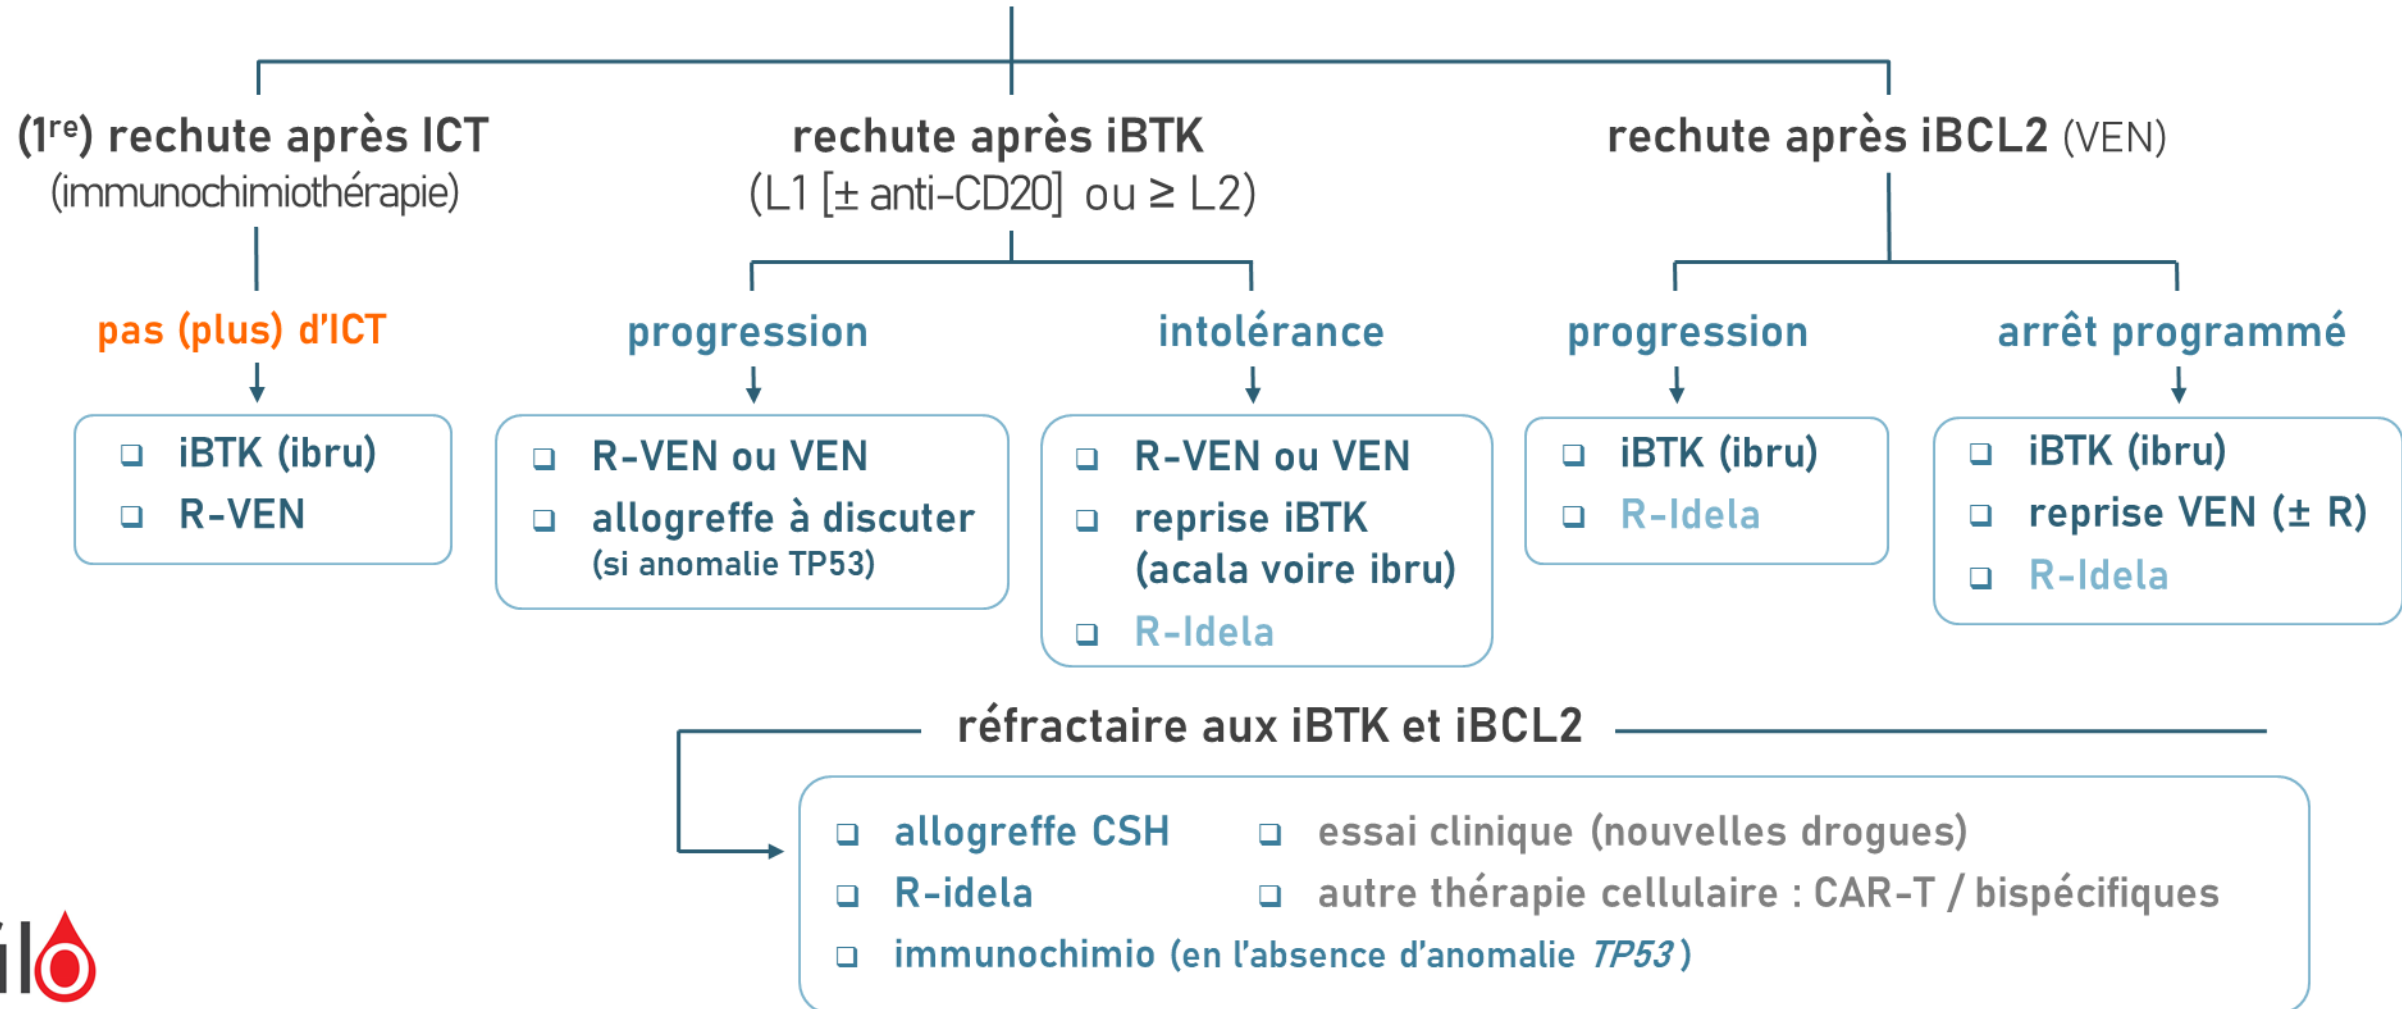 (1re) rechute après ICT
(immunochimiothérapie)
pas (plus) d'ICT
❑ iBTK (ibru)
❑ R-VEN
rechute après iBTK
(L1 [± anti-CD20] ou ≥ L2)
progression
❑ R-VEN ou VEN
❑ allogreffe à discuter
(si anomalie TP53)
intolérance
❑ R-VEN ou VEN
❑ reprise iBTK
(acala voire ibru)
❑ R-Idela
rechute après iBCL2 (VEN)
progression
❑ iBTK (ibru)
❑ R-Idela
arrêt programmé
❑ iBTK (ibru)
❑ reprise VEN (± R)
❑ R-Idela
réfractaire aux iBTK et iBCL2
❑ allogreffe CSH
❑ R-idela
❑ immunochimio (en l'absence d'anomalie TP53)
❑ essai clinique (nouvelles drogues)
❑ autre thérapie cellulaire : CAR-T / bispécifiques